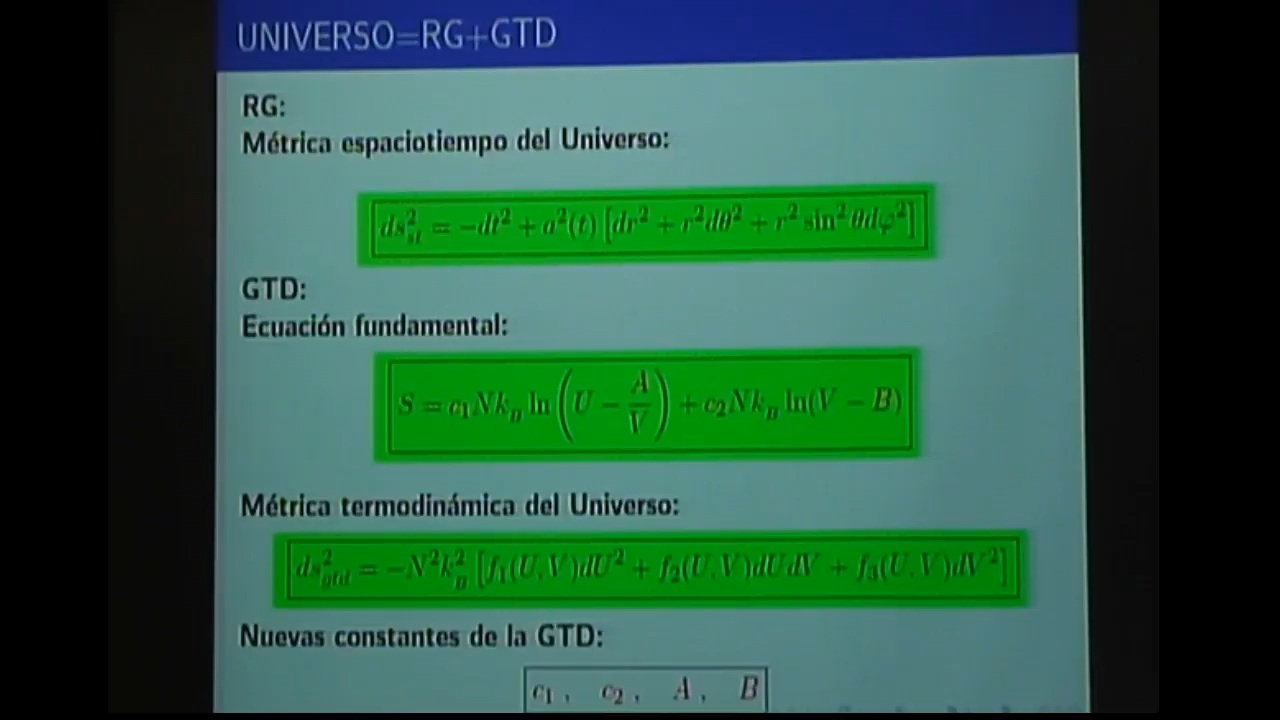 UNIVERSO=RG+GTD
RG:
Métrica espaciotiempo del Universo:
ds²ₛₜ = −dt² + a²(t) [dr² + r²dθ² + r² sin² θdφ²]
GTD:
Ecuación fundamental:
S = c₁Nk_B ln (U − A/V) + c₂Nk_B ln(V − B)
Métrica termodinámica del Universo:
ds²_gtd = −N²k²_B [f₁(U, V)dU² + f₂(U, V)dUdV + f₃(U, V)dV²]
Nuevas constantes de la GTD:
c₁ , c₂ , A , B